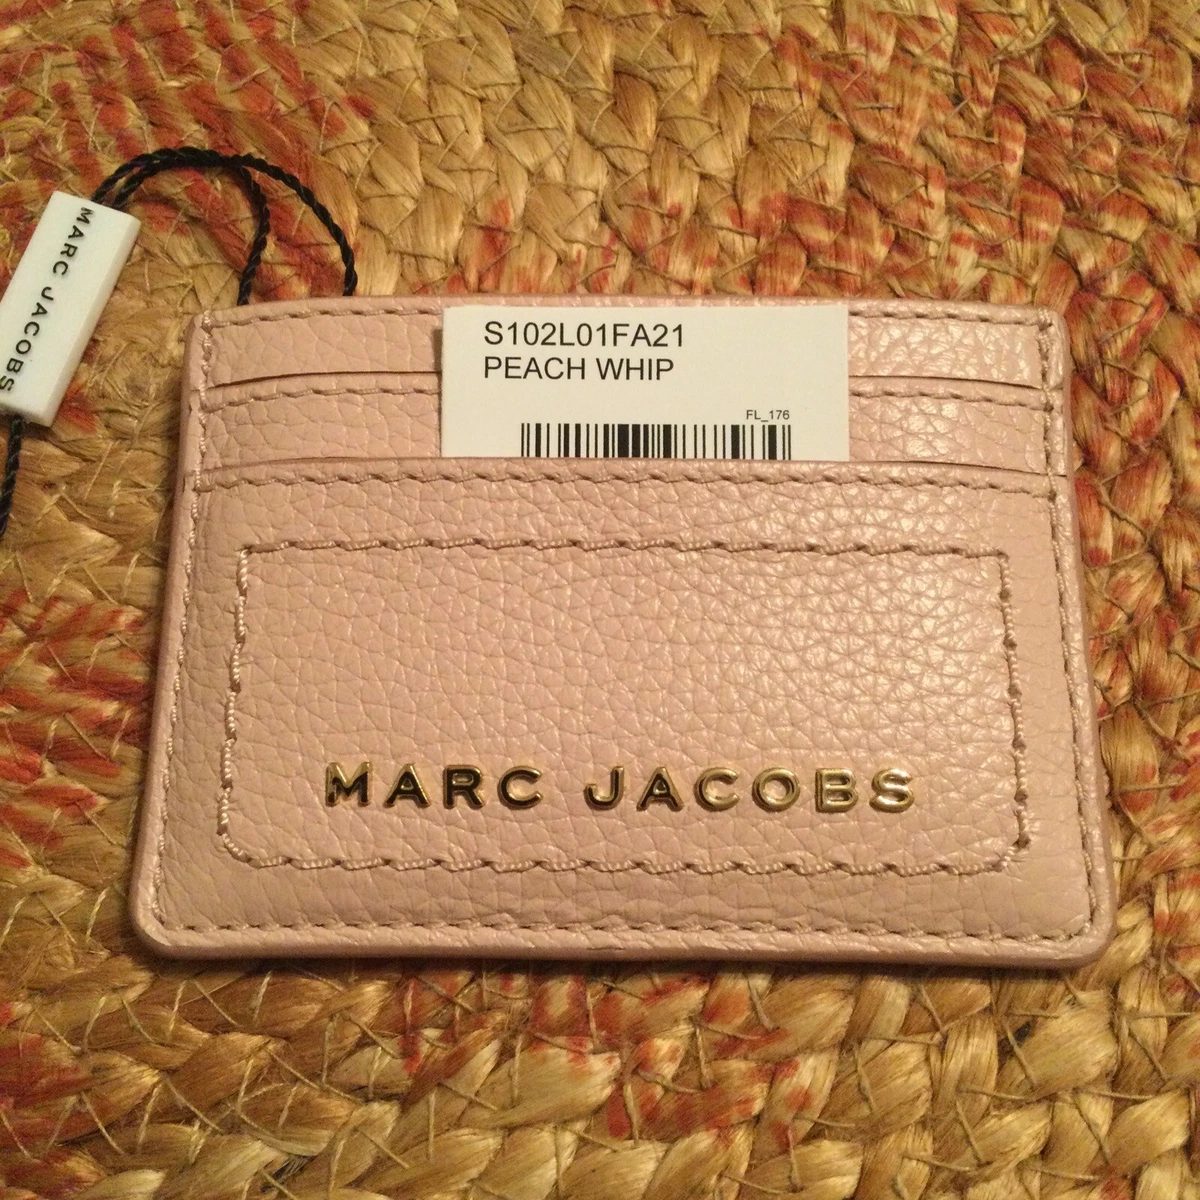 MARC JACOBS
S102L01FA21
PEACH WHIP
FL_176
MARC JACOBS